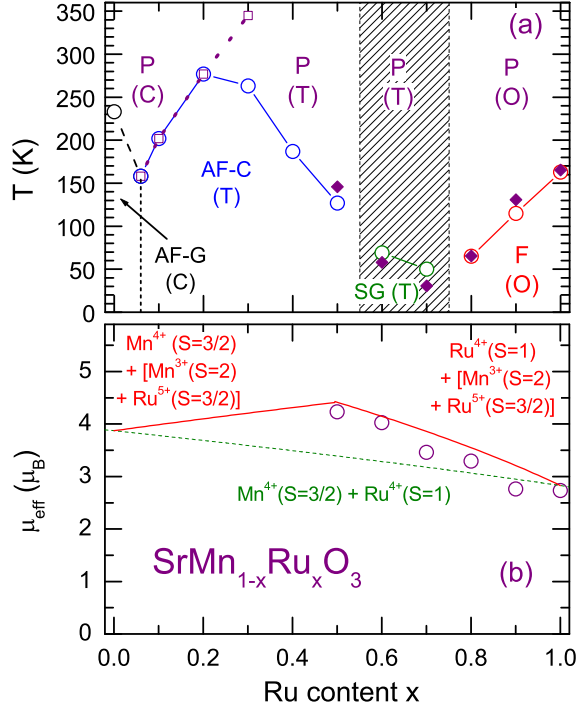 350
300
250
200
150
100
50
0
T (K)
(a)
P
(C)
P
(T)
P
(T)
P
(O)
AF-C
(T)
AF-G
(C)
SG (T)
F
(O)
5
4
3
2
1
0
μeff (μB)
Mn4+(S=3/2)
+ [Mn3+(S=2)
+ Ru5+(S=3/2)]
Ru4+(S=1)
+ [Mn3+(S=2)
+ Ru5+(S=3/2)]
Mn4+(S=3/2) + Ru4+(S=1)
SrMn1-xRuxO3
(b)
0.0 0.2 0.4 0.6 0.8 1.0
Ru content x